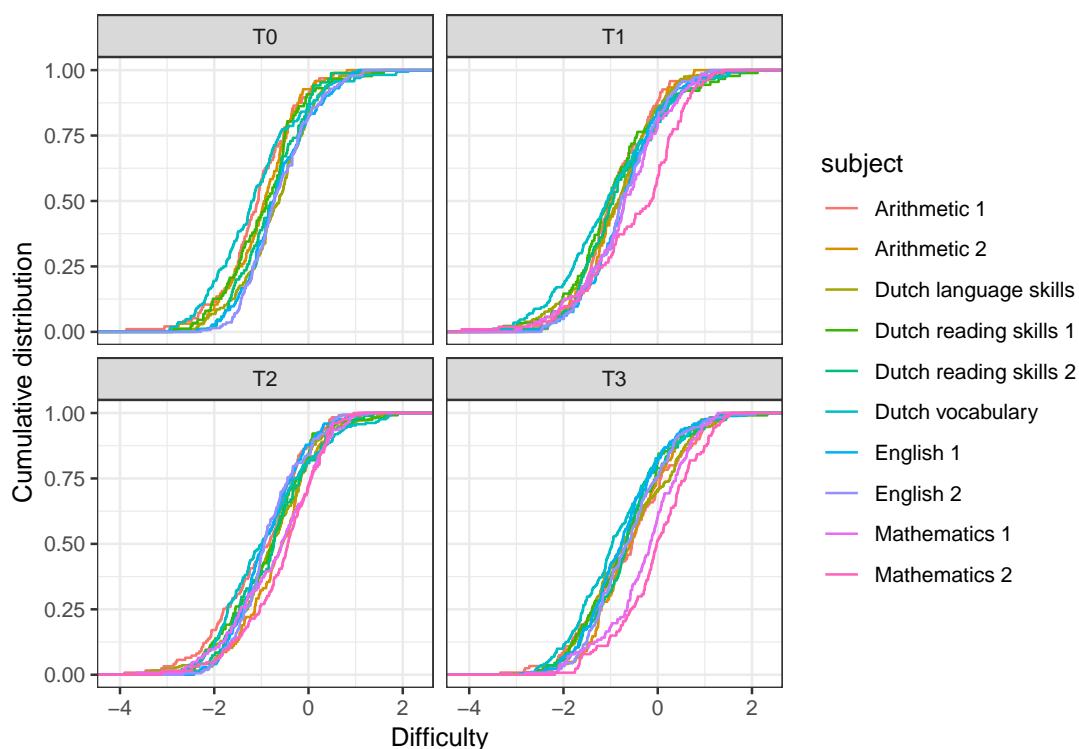 T0
T1
1.00
0.75
0.50
0.25
0.00
T2
T3
1.00
0.75
0.50
0.25
0.00
−4
−2
0
2
−4
−2
0
2
Difficulty
Cumulative distribution
subject
Arithmetic 1
Arithmetic 2
Dutch language skills
Dutch reading skills 1
Dutch reading skills 2
Dutch vocabulary
English 1
English 2
Mathematics 1
Mathematics 2